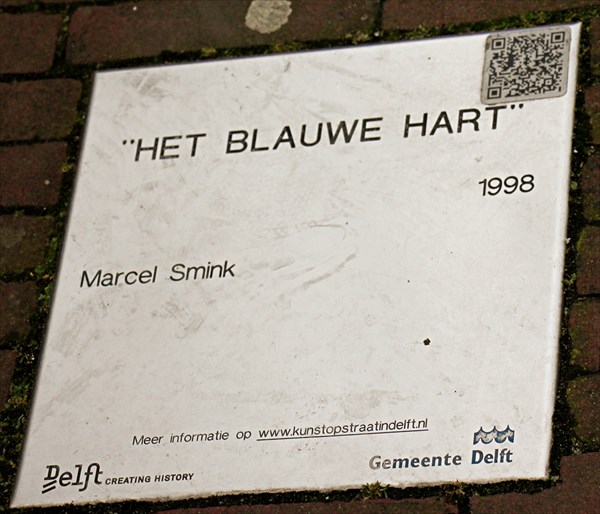 "HET BLAUWE HART"
1998
Marcel Smink
Meer informatie op www.kunstopstraatindelft.nl
Delft CREATING HISTORY
Gemeente Delft